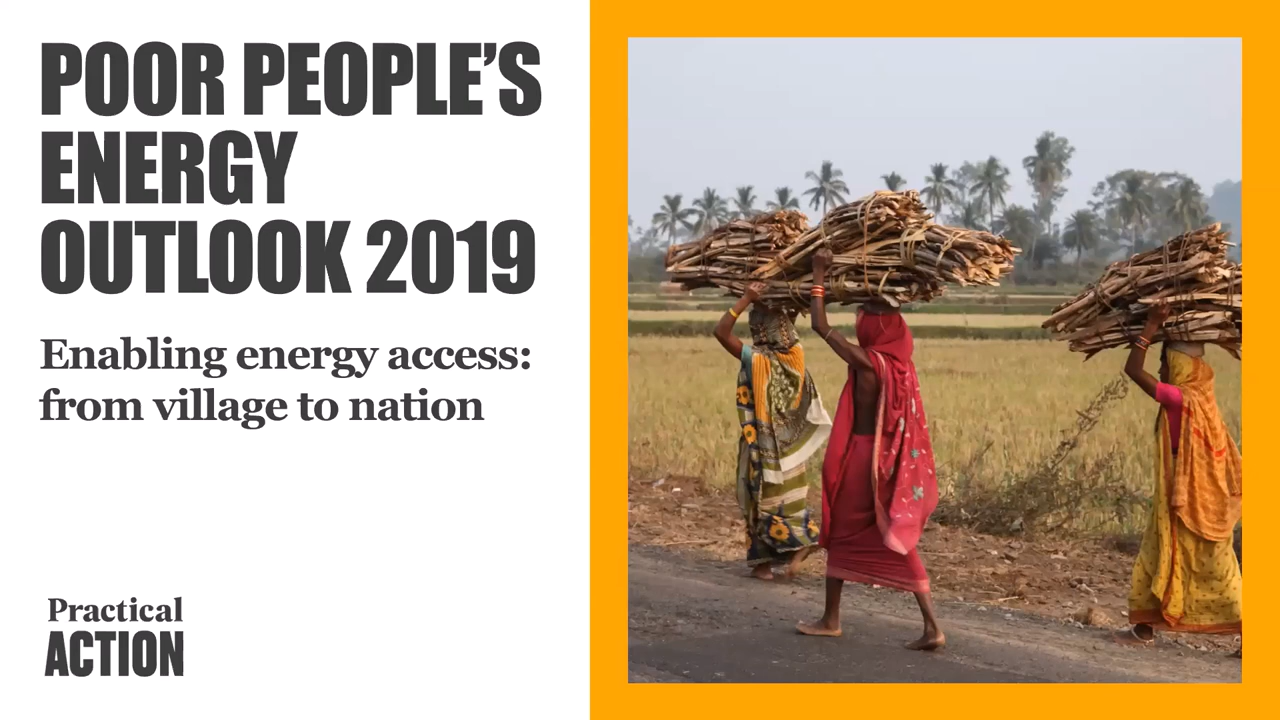 POOR PEOPLE’S
ENERGY
OUTLOOK 2019
Enabling energy access:
from village to nation
Practical
ACTION